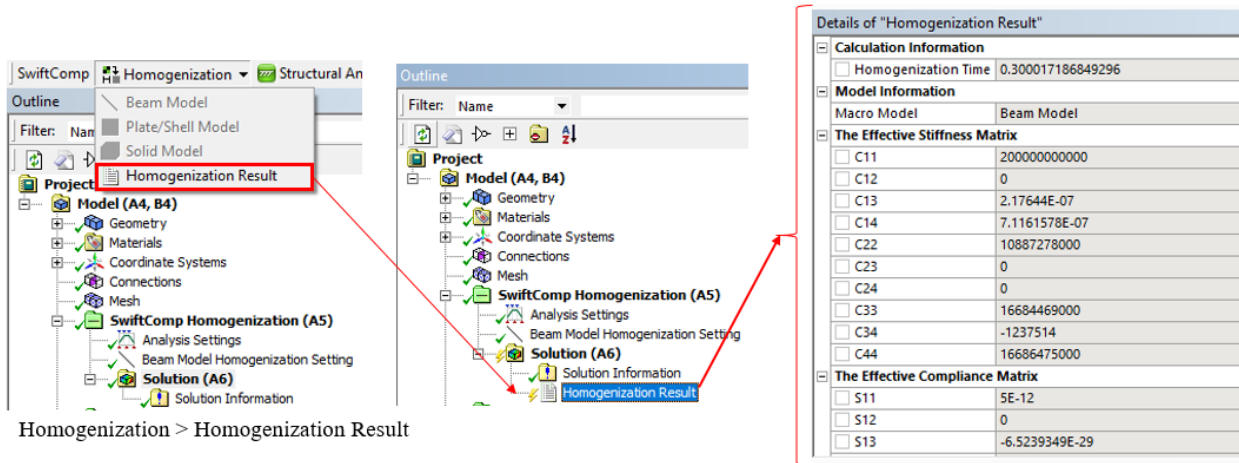 SwiftComp Homogenization Structural An
Outline
Beam Model
Plate/Shell Model
Solid Model
Homogenization Result
Filter: Nam
Project
Model (A4, B4)
Geometry
Materials
Coordinate Systems
Connections
Mesh
SwiftComp Homogenization (A5)
Analysis Settings
Beam Model Homogenization Setting
Solution (A6)
Solution Information
Homogenization > Homogenization Result
Outline
Filter: Name
Project
Model (A4, B4)
Geometry
Materials
Coordinate Systems
Connections
Mesh
SwiftComp Homogenization (A5)
Analysis Settings
Beam Model Homogenization Setting
Solution (A6)
Solution Information
Homogenization Result
Details of "Homogenization Result"
Calculation Information
Homogenization Time 0.300017186849296
Model Information
Macro Model Beam Model
The Effective Stiffness Matrix
C11 200000000000
C12 0
C13 2.17644E-07
C14 7.1161578E-07
C22 10887278000
C23 0
C24 0
C33 16684469000
C34 -1237514
C44 16686475000
The Effective Compliance Matrix
S11 5E-12
S12 0
S13 -6.5239349E-29